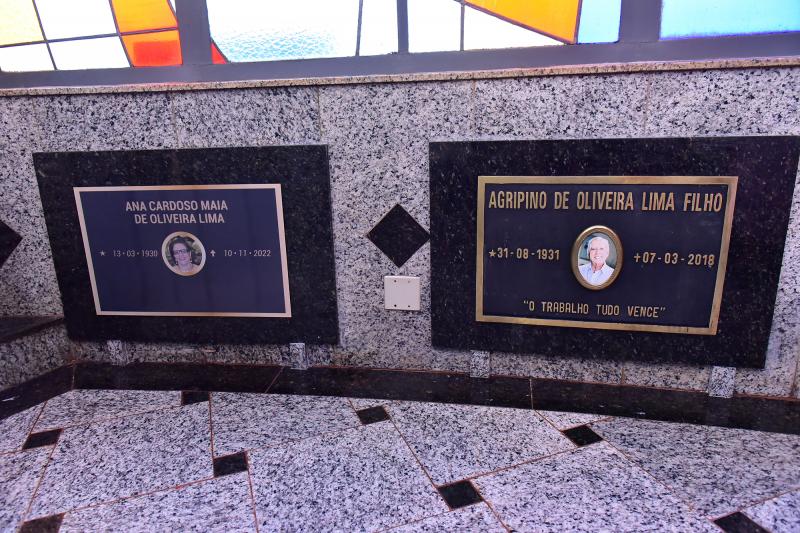 ANA CARDOSO MAIA
DE OLIVEIRA LIMA
★ 13·03·1930 ✝ 10·11·2022
AGRIPINO DE OLIVEIRA LIMA FILHO
★31-08-1931 ✝07-03-2018
"O TRABALHO TUDO VENCE"